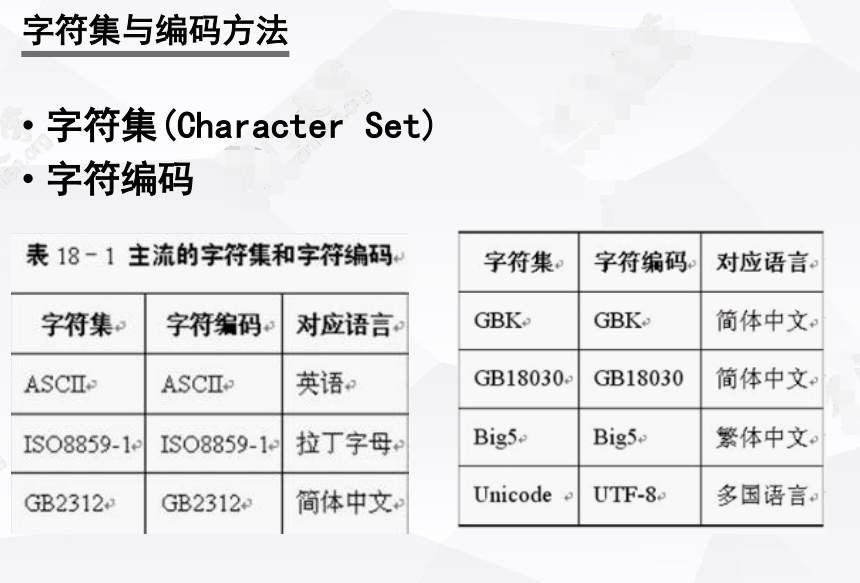 字符集与编码方法
• 字符集(Character Set)
• 字符编码
表 18-1 主流的字符集和字符编码
字符集 字符编码 对应语言
ASCII ASCII 英语
ISO8859-1 ISO8859-1 拉丁字母
GB2312 GB2312 简体中文
字符集 字符编码 对应语言
GBK GBK 简体中文
GB18030 GB18030 简体中文
Big5 Big5 繁体中文
Unicode UTF-8 多国语言